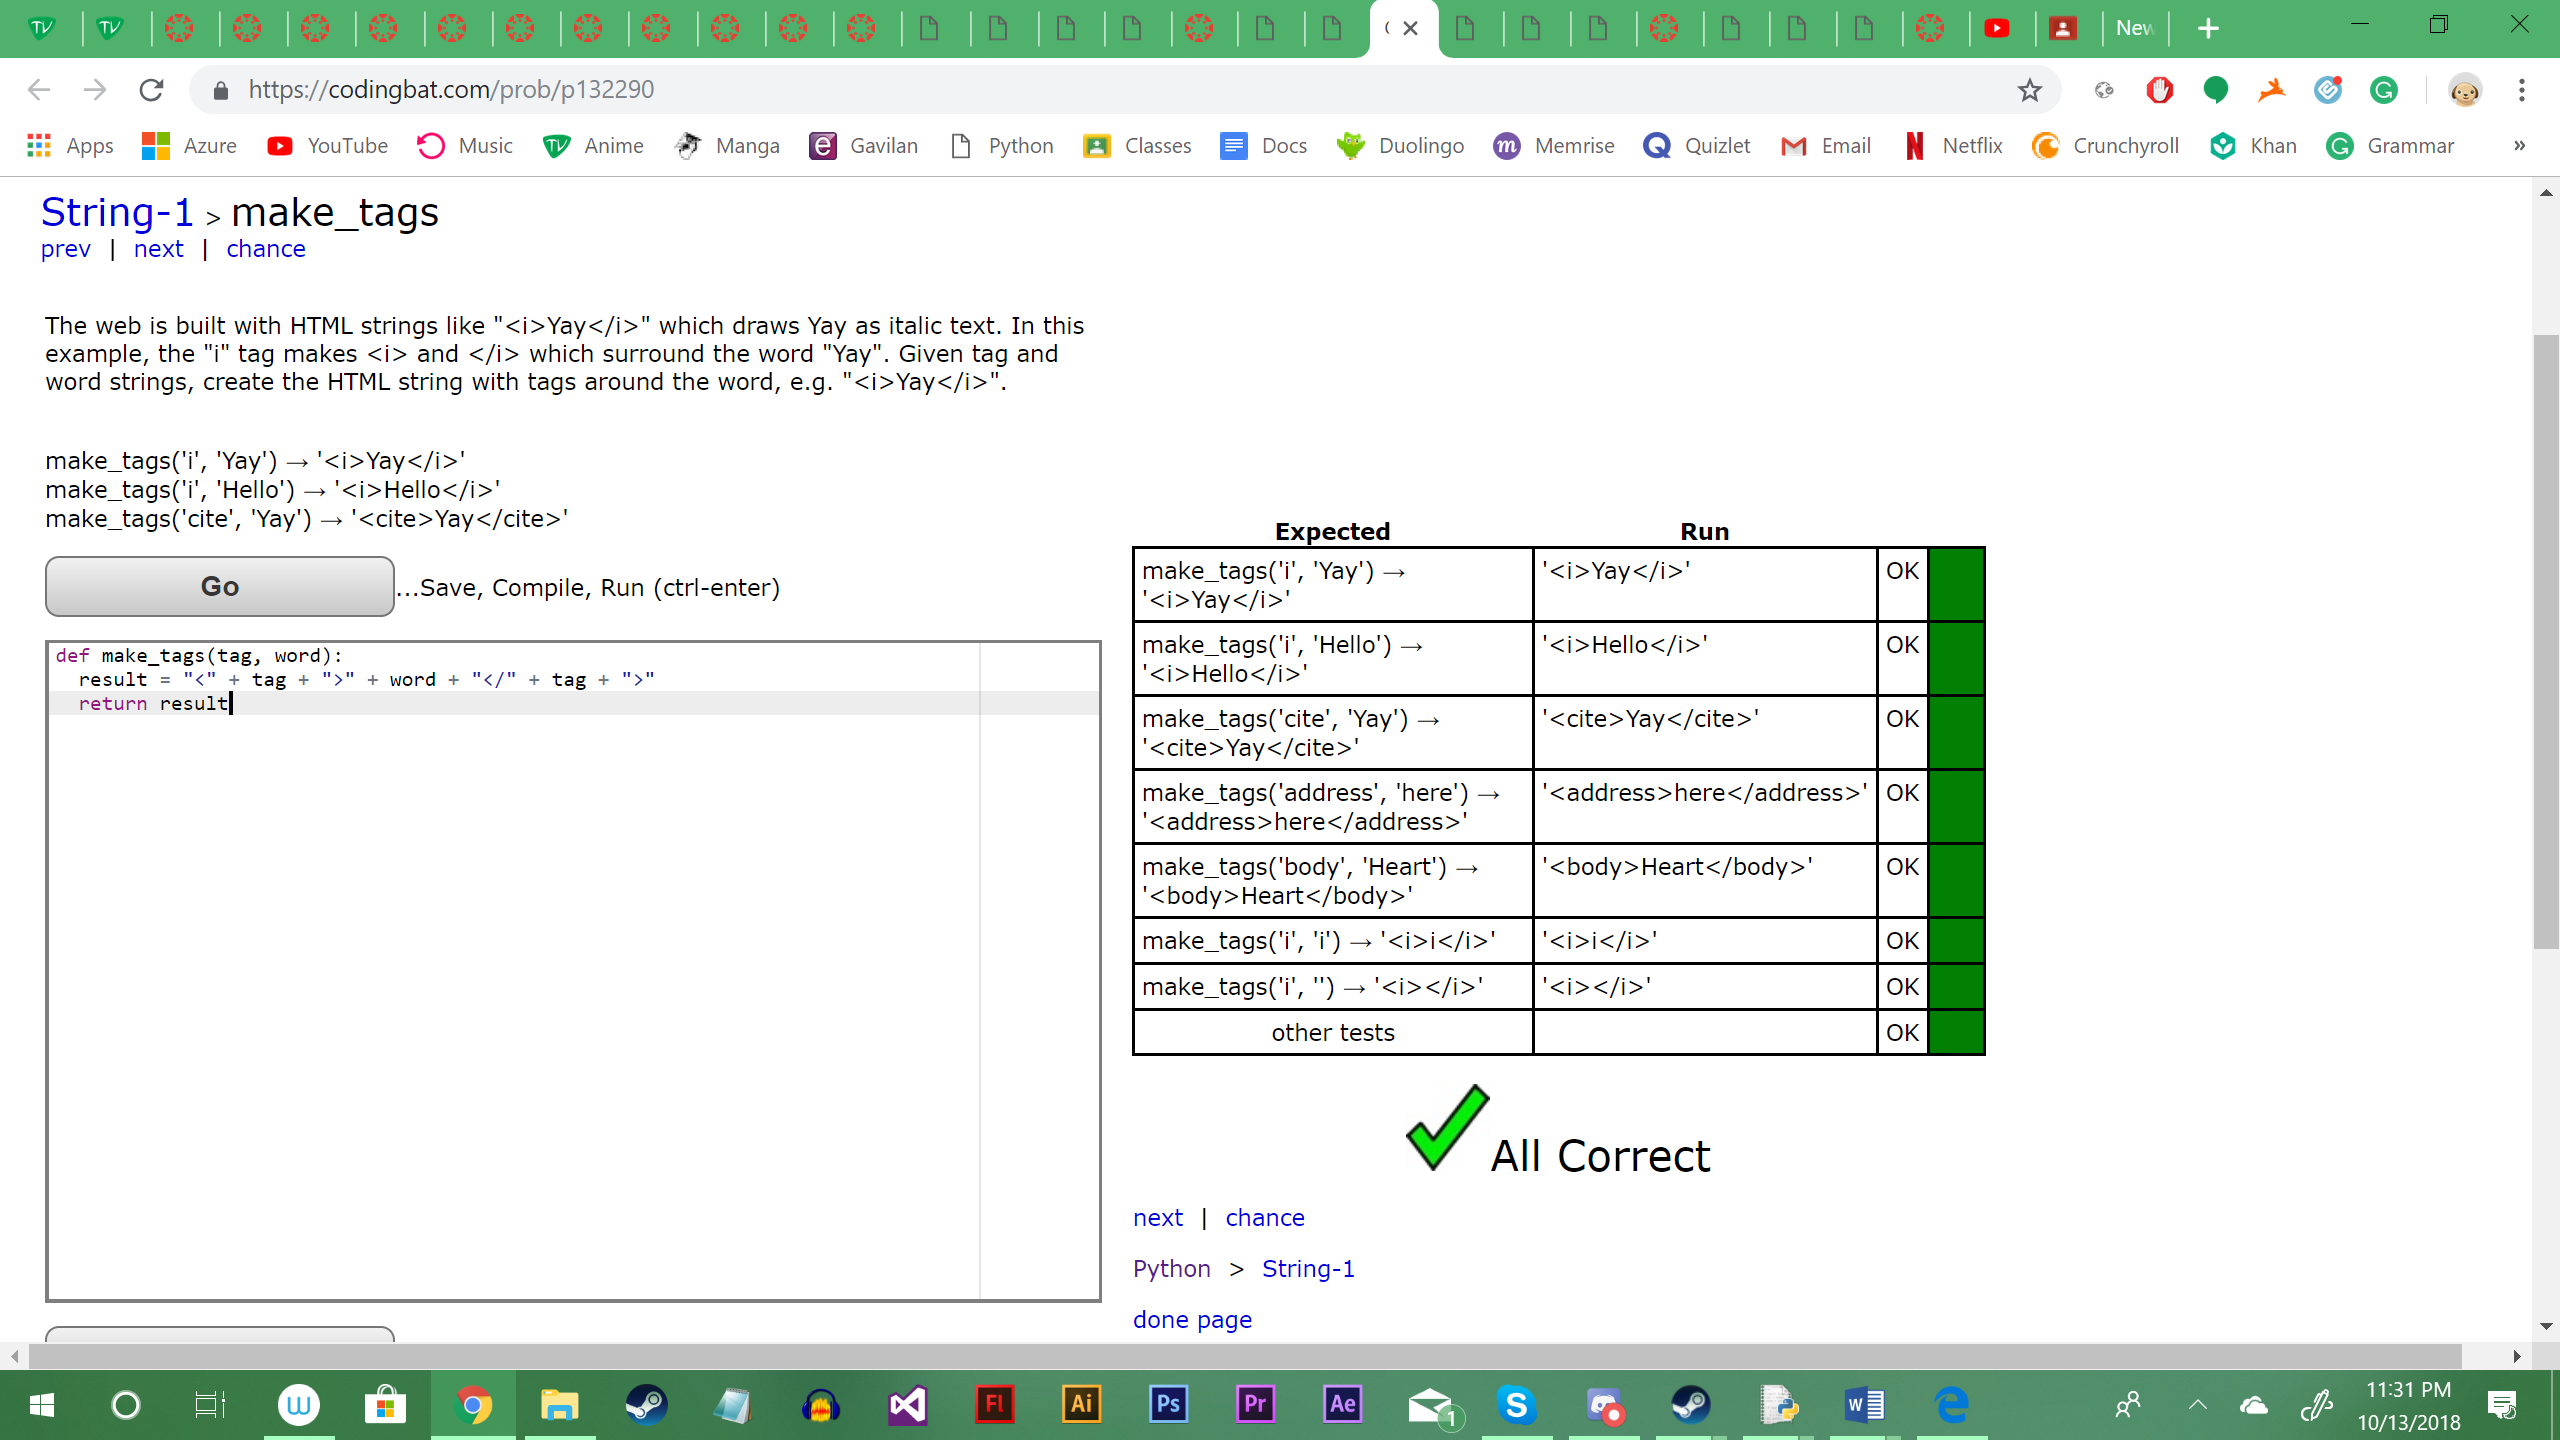 New
https://codingbat.com/prob/p132290
Apps Azure YouTube Music Anime Manga Gavilan Python Classes Docs Duolingo Memrise Quizlet Email Netflix Crunchyroll Khan Grammar »
String-1 > make_tags
prev | next | chance
The web is built with HTML strings like "<i>Yay</i>" which draws Yay as italic text. In this
example, the "i" tag makes <i> and </i> which surround the word "Yay". Given tag and
word strings, create the HTML string with tags around the word, e.g. "<i>Yay</i>".
make_tags('i', 'Yay') → '<i>Yay</i>'
make_tags('i', 'Hello') → '<i>Hello</i>'
make_tags('cite', 'Yay') → '<cite>Yay</cite>'
Go ...Save, Compile, Run (ctrl-enter)
def make_tags(tag, word):
  result = "<" + tag + ">" + word + "</" + tag + ">"
  return result
Expected Run
make_tags('i', 'Yay') → '<i>Yay</i>' OK
'<i>Yay</i>'
make_tags('i', 'Hello') → '<i>Hello</i>' OK
'<i>Hello</i>'
make_tags('cite', 'Yay') → '<cite>Yay</cite>' OK
'<cite>Yay</cite>'
make_tags('address', 'here') → '<address>here</address>' OK
'<address>here</address>'
make_tags('body', 'Heart') → '<body>Heart</body>' OK
'<body>Heart</body>'
make_tags('i', 'i') → '<i>i</i>' '<i>i</i>' OK
make_tags('i', '') → '<i></i>' '<i></i>' OK
other tests OK
All Correct
next | chance
Python > String-1
done page
Fl Ai Ps Pr Ae 1
11:31 PM
10/13/2018